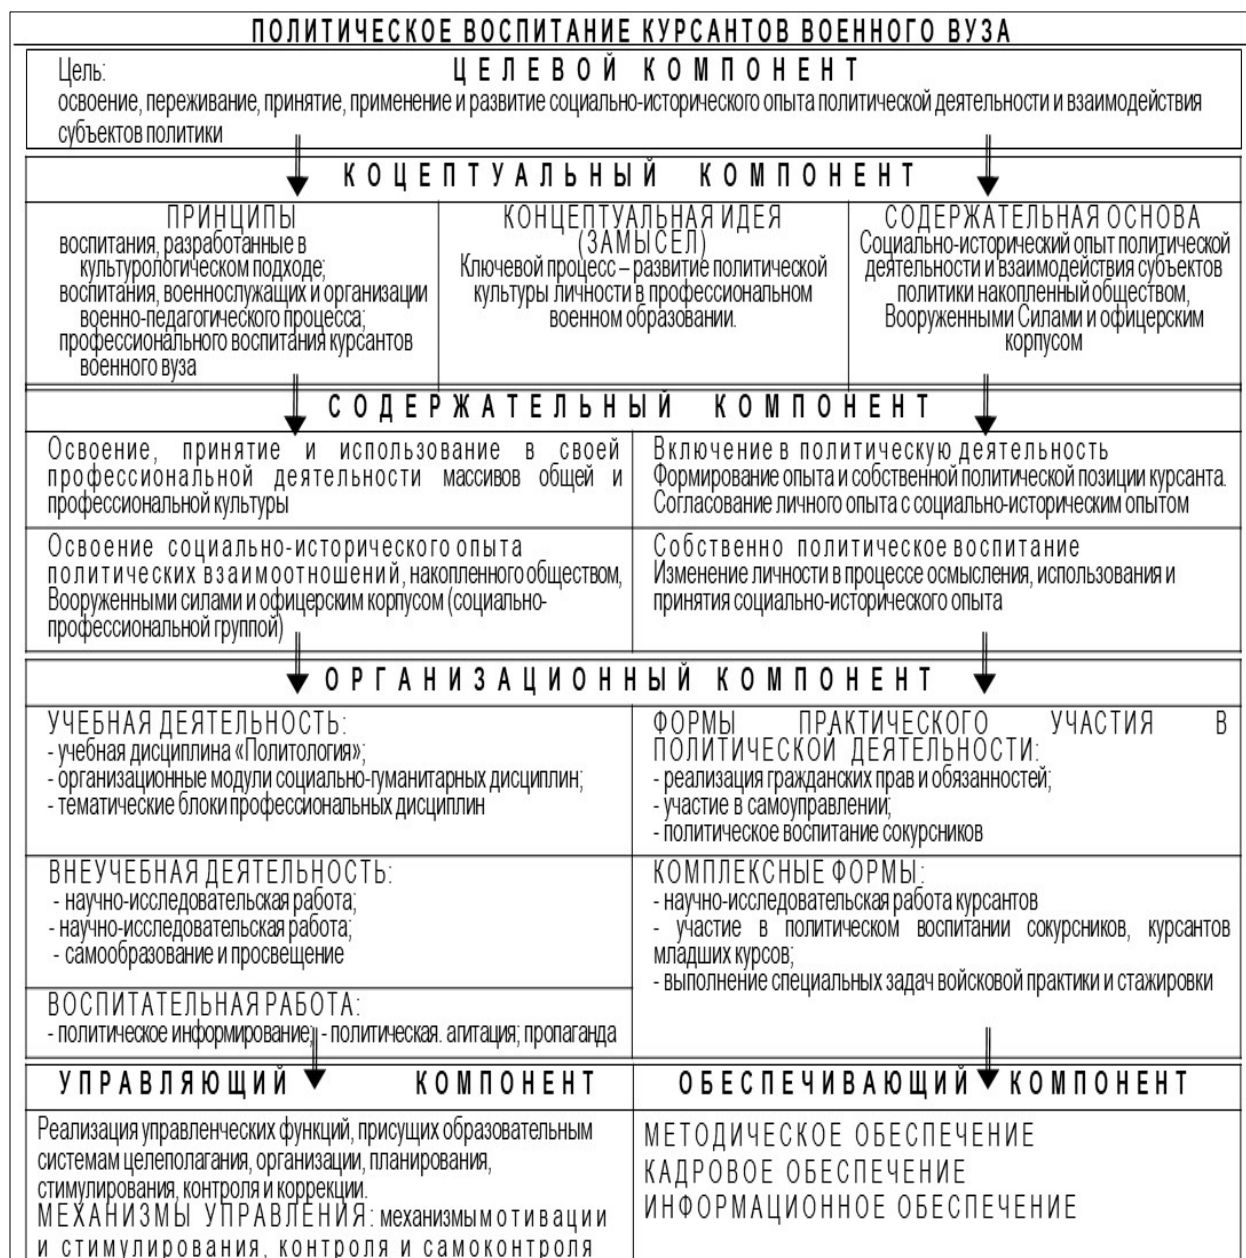 ПОЛИТИЧЕСКОЕ ВОСПИТАНИЕ КУРСАНТОВ ВОЕННОГО ВУЗА
Цель:
ЦЕЛЕВОЙ КОМПОНЕНТ
освоение, переживание, принятие, применение и развитие социально-исторического опыта политической деятельности и взаимодействия
субъектов политики
КОЦЕПТУАЛЬНЫЙ КОМПОНЕНТ
ПРИНЦИПЫ
воспитания, разработанные в
культурологическом подходе;
воспитания, военнослужащих и организации
военно-педагогического процесса;
профессионального воспитания курсантов
военного вуза
КОНЦЕПТУАЛЬНАЯ ИДЕЯ
(ЗАМЫСЕЛ)
Ключевой процесс – развитие политической
культуры личности в профессиональном
военном образовании.
СОДЕРЖАТЕЛЬНАЯ ОСНОВА
Социально-исторический опыт политической
деятельности и взаимодействия субъектов
политики накопленный обществом,
Вооруженными Силами и офицерским
корпусом
СОДЕРЖАТЕЛЬНЫЙ КОМПОНЕНТ
Освоение, принятие и использование в своей
профессиональной деятельности массивов общей и
профессиональной культуры
Включение в политическую деятельность
Формирование опыта и собственной политической позиции курсанта.
Согласование личного опыта с социально-историческим опытом
Освоение социально-исторического опыта
политических взаимоотношений, накопленного обществом,
Вооруженными силами и офицерским корпусом (социально-
профессиональной группой)
Собственно политическое воспитание
Изменение личности в процессе осмысления, использования и
принятия социально-исторического опыта
ОРГАНИЗАЦИОННЫЙ КОМПОНЕНТ
УЧЕБНАЯ ДЕЯТЕЛЬНОСТЬ:
- учебная дисциплина «Политология»;
- организационные модули социально-гуманитарных дисциплин;
- тематические блоки профессиональных дисциплин
ФОРМЫ ПРАКТИЧЕСКОГО УЧАСТИЯ В
ПОЛИТИЧЕСКОЙ ДЕЯТЕЛЬНОСТИ:
- реализация гражданских прав и обязанностей;
- участие в самоуправлении;
- политическое воспитание сокурсников
ВНЕУЧЕБНАЯ ДЕЯТЕЛЬНОСТЬ:
- научно-исследовательская работа;
- научно-исследовательская работа;
- самообразование и просвещение
КОМПЛЕКСНЫЕ ФОРМЫ:
- научно-исследовательская работа курсантов
- участие в политическом воспитании сокурсников, курсантов
младших курсов;
- выполнение специальных задач войсковой практики и стажировки
ВОСПИТАТЕЛЬНАЯ РАБОТА:
- политическое информирование; - политическая. агитация; пропаганда
УПРАВЛЯЮЩИЙ КОМПОНЕНТ
Реализация управленческих функций, присущих образовательным
системам целеполагания, организации, планирования,
стимулирования, контроля и коррекции.
МЕХАНИЗМЫ УПРАВЛЕНИЯ: механизмы мотивации
и стимулирования, контроля и самоконтроля
ОБЕСПЕЧИВАЮЩИЙ КОМПОНЕНТ
МЕТОДИЧЕСКОЕ ОБЕСПЕЧЕНИЕ
КАДРОВОЕ ОБЕСПЕЧЕНИЕ
ИНФОРМАЦИОННОЕ ОБЕСПЕЧЕНИЕ